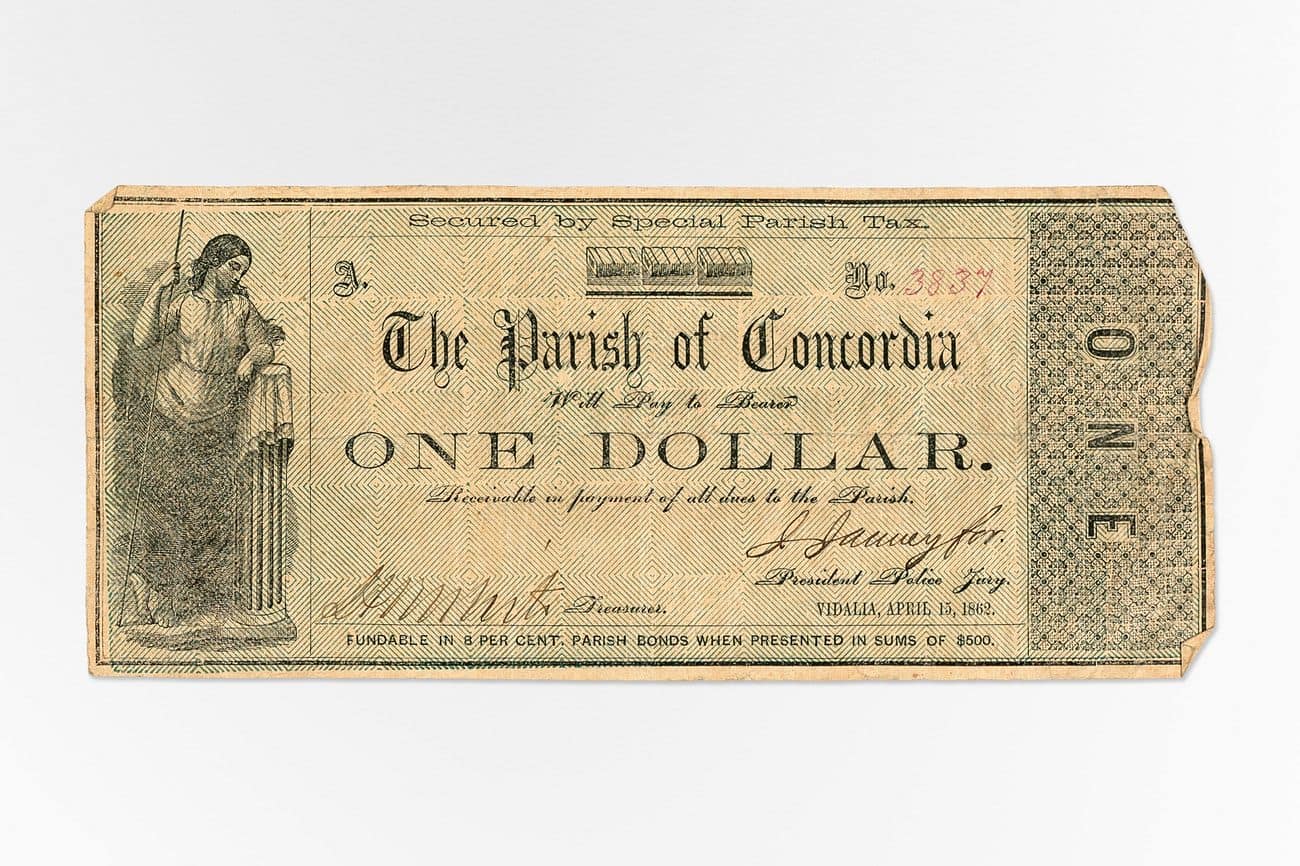 Secured by Special Parish Tax.
A.
No. 3837
The Parish of Concordia
Will Pay to Bearer
ONE DOLLAR.
Receivable in payment of all dues to the Parish.
J. Janney for.
President Police Jury.
Treasurer.
VIDALIA, APRIL 15, 1862.
FUNDABLE IN 8 PER CENT. PARISH BONDS WHEN PRESENTED IN SUMS OF $500.
ONE